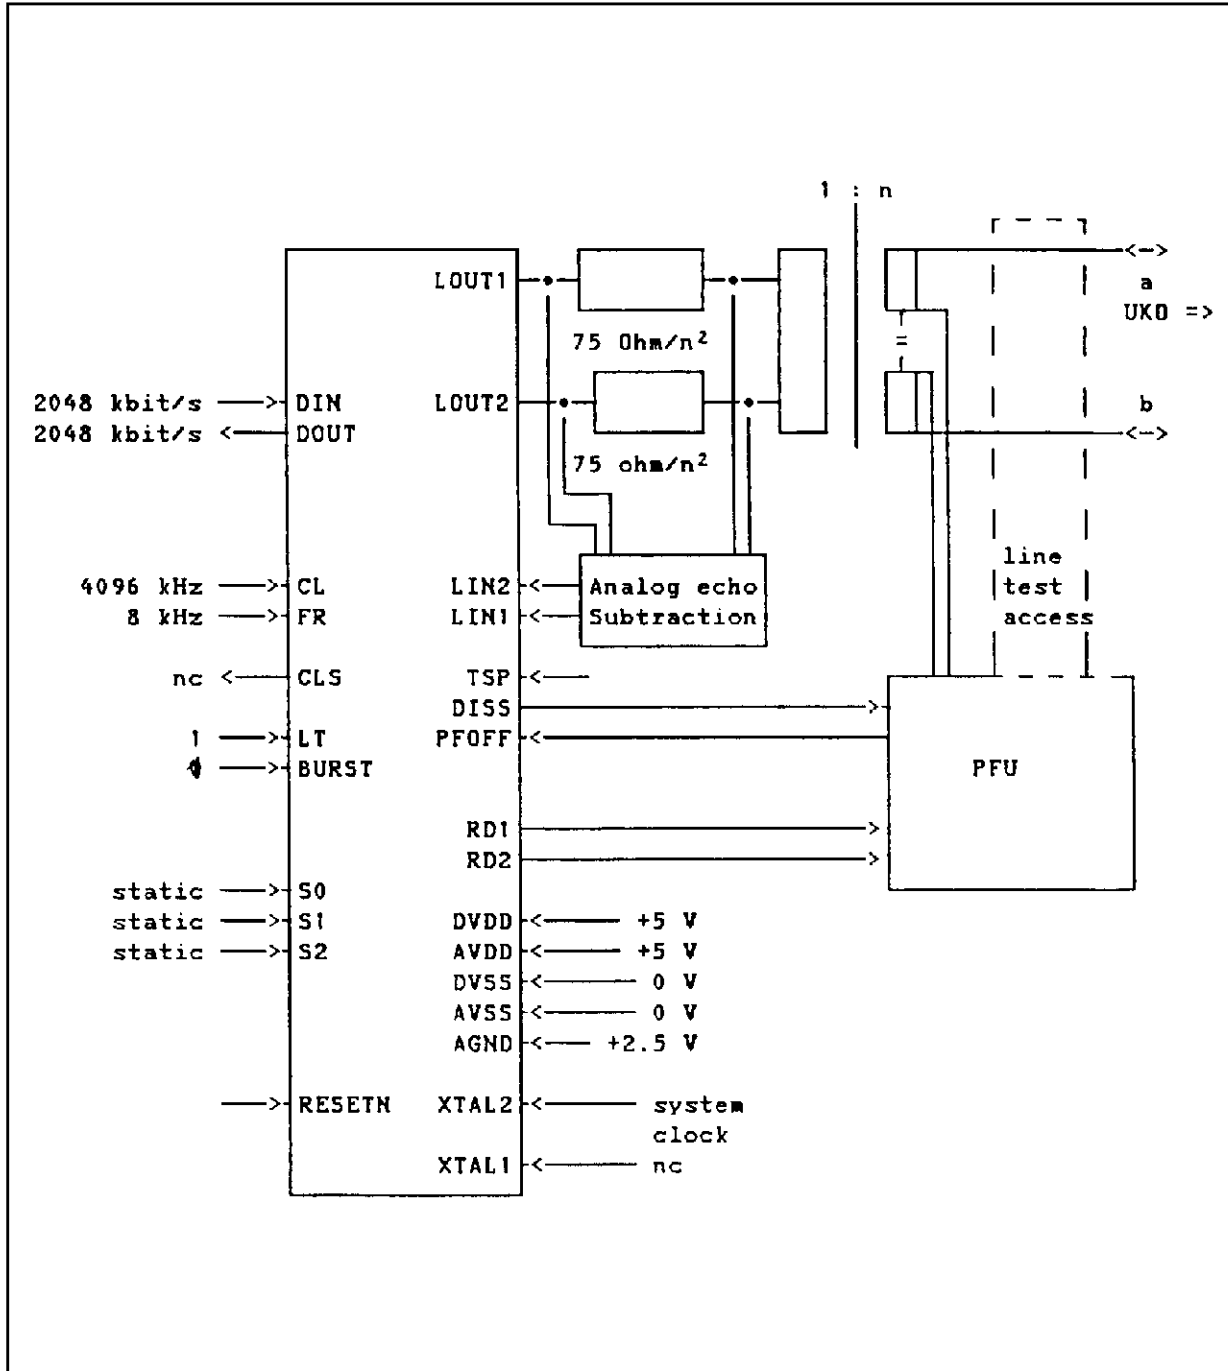 1 : n
LOUT1
a
UK0 =>
75 Ohm/n²
=
2048 kbit/s DIN LOUT2 b
2048 kbit/s DOUT
75 ohm/n²
line
4096 kHz CL LIN2 Analog echo test
8 kHz FR LIN1 Subtraction access
nc CLS TSP
DISS
1 LT PFOFF
BURST PFU
RD1
RD2
static S0
static S1 DVDD +5 V
static S2 AVDD +5 V
DVSS 0 V
AVSS 0 V
AGND +2.5 V
RESETN XTAL2 system
clock
XTAL1 nc